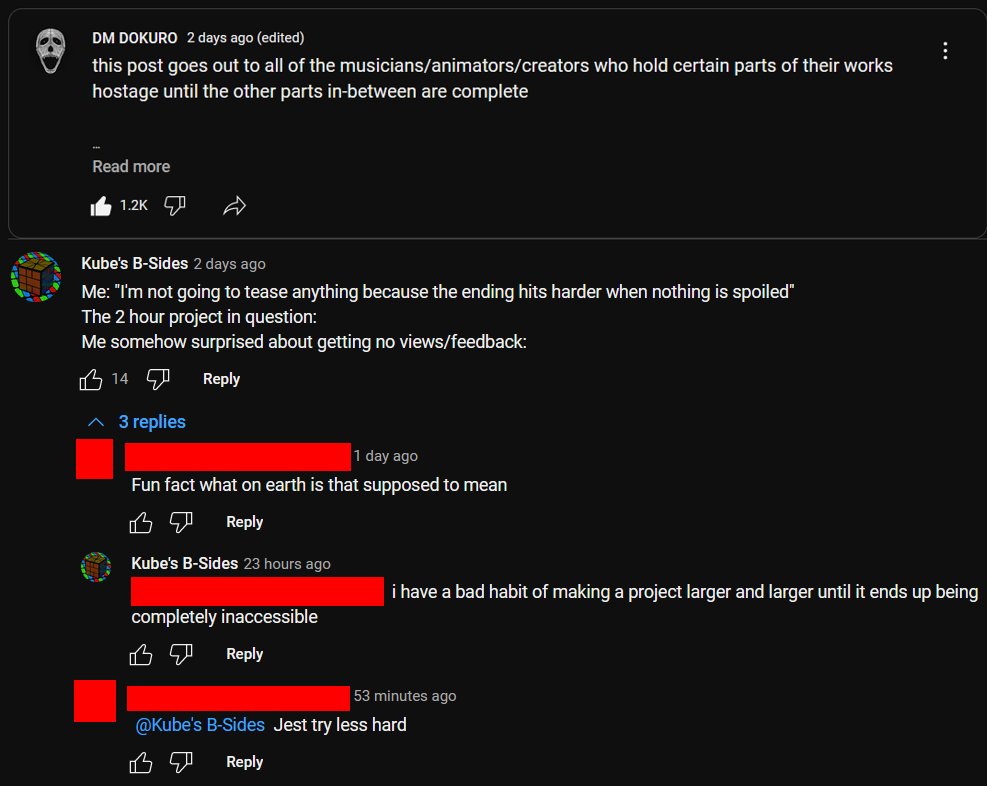 DM DOKURO 2 days ago (edited)
this post goes out to all of the musicians/animators/creators who hold certain parts of their works
hostage until the other parts in-between are complete
...
Read more
1.2K
Kube's B-Sides 2 days ago
Me: "I'm not going to tease anything because the ending hits harder when nothing is spoiled"
The 2 hour project in question:
Me somehow surprised about getting no views/feedback:
14 Reply
3 replies
1 day ago
Fun fact what on earth is that supposed to mean
Reply
Kube's B-Sides 23 hours ago
i have a bad habit of making a project larger and larger until it ends up being
completely inaccessible
Reply
53 minutes ago
@Kube's B-Sides Jest try less hard
Reply